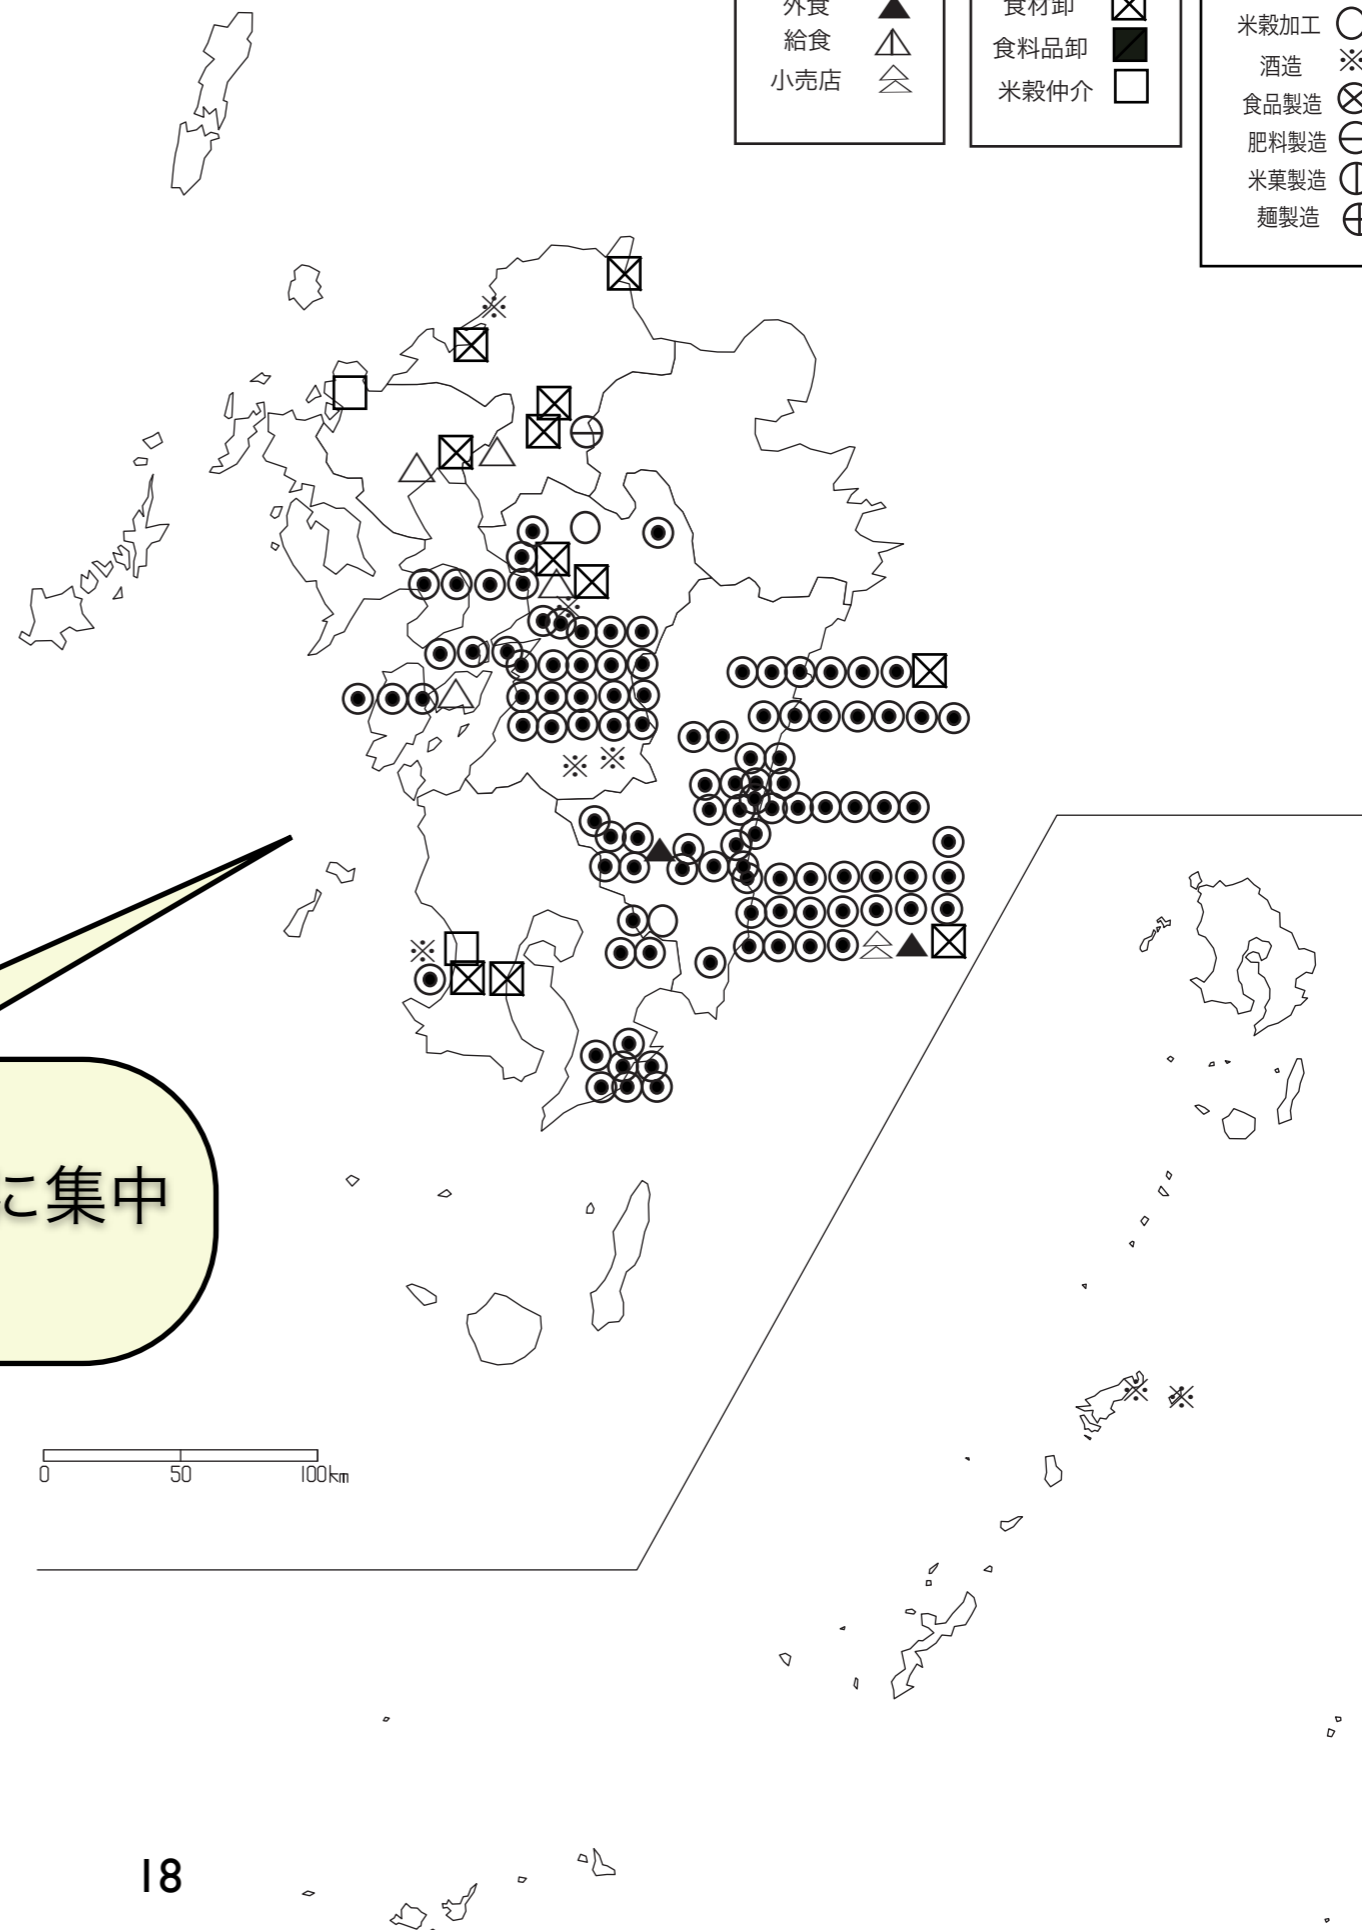 外食
給食
小売店
食材卸
食料品卸
米穀仲介
米穀加工
酒造
食品製造
肥料製造
米菓製造
麺製造
に集中
0 50 100km
18